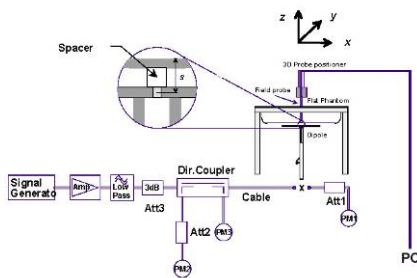 z
y
x
3D Probe positioner
Spacer
s
Field probe
Flat Phantom
Dipole
Signal
Generato
Amp
Low
Pass
3dB
Att3
Dir.Coupler
Cable
x
Att1
PM1
Att2
PM3
PM2
PC